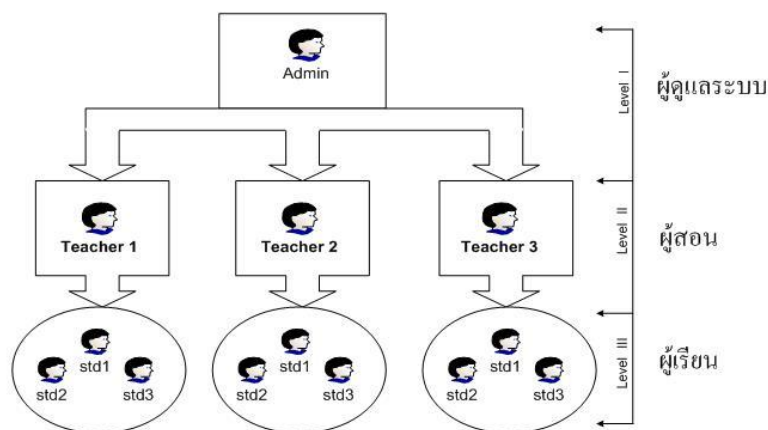 Admin
Level I
ผู้ดูแลระบบ
Teacher 1
Teacher 2
Teacher 3
Level II
ผู้สอน
std1
std2
std3
std1
std2
std3
std1
std2
std3
Level III
ผู้เรียน